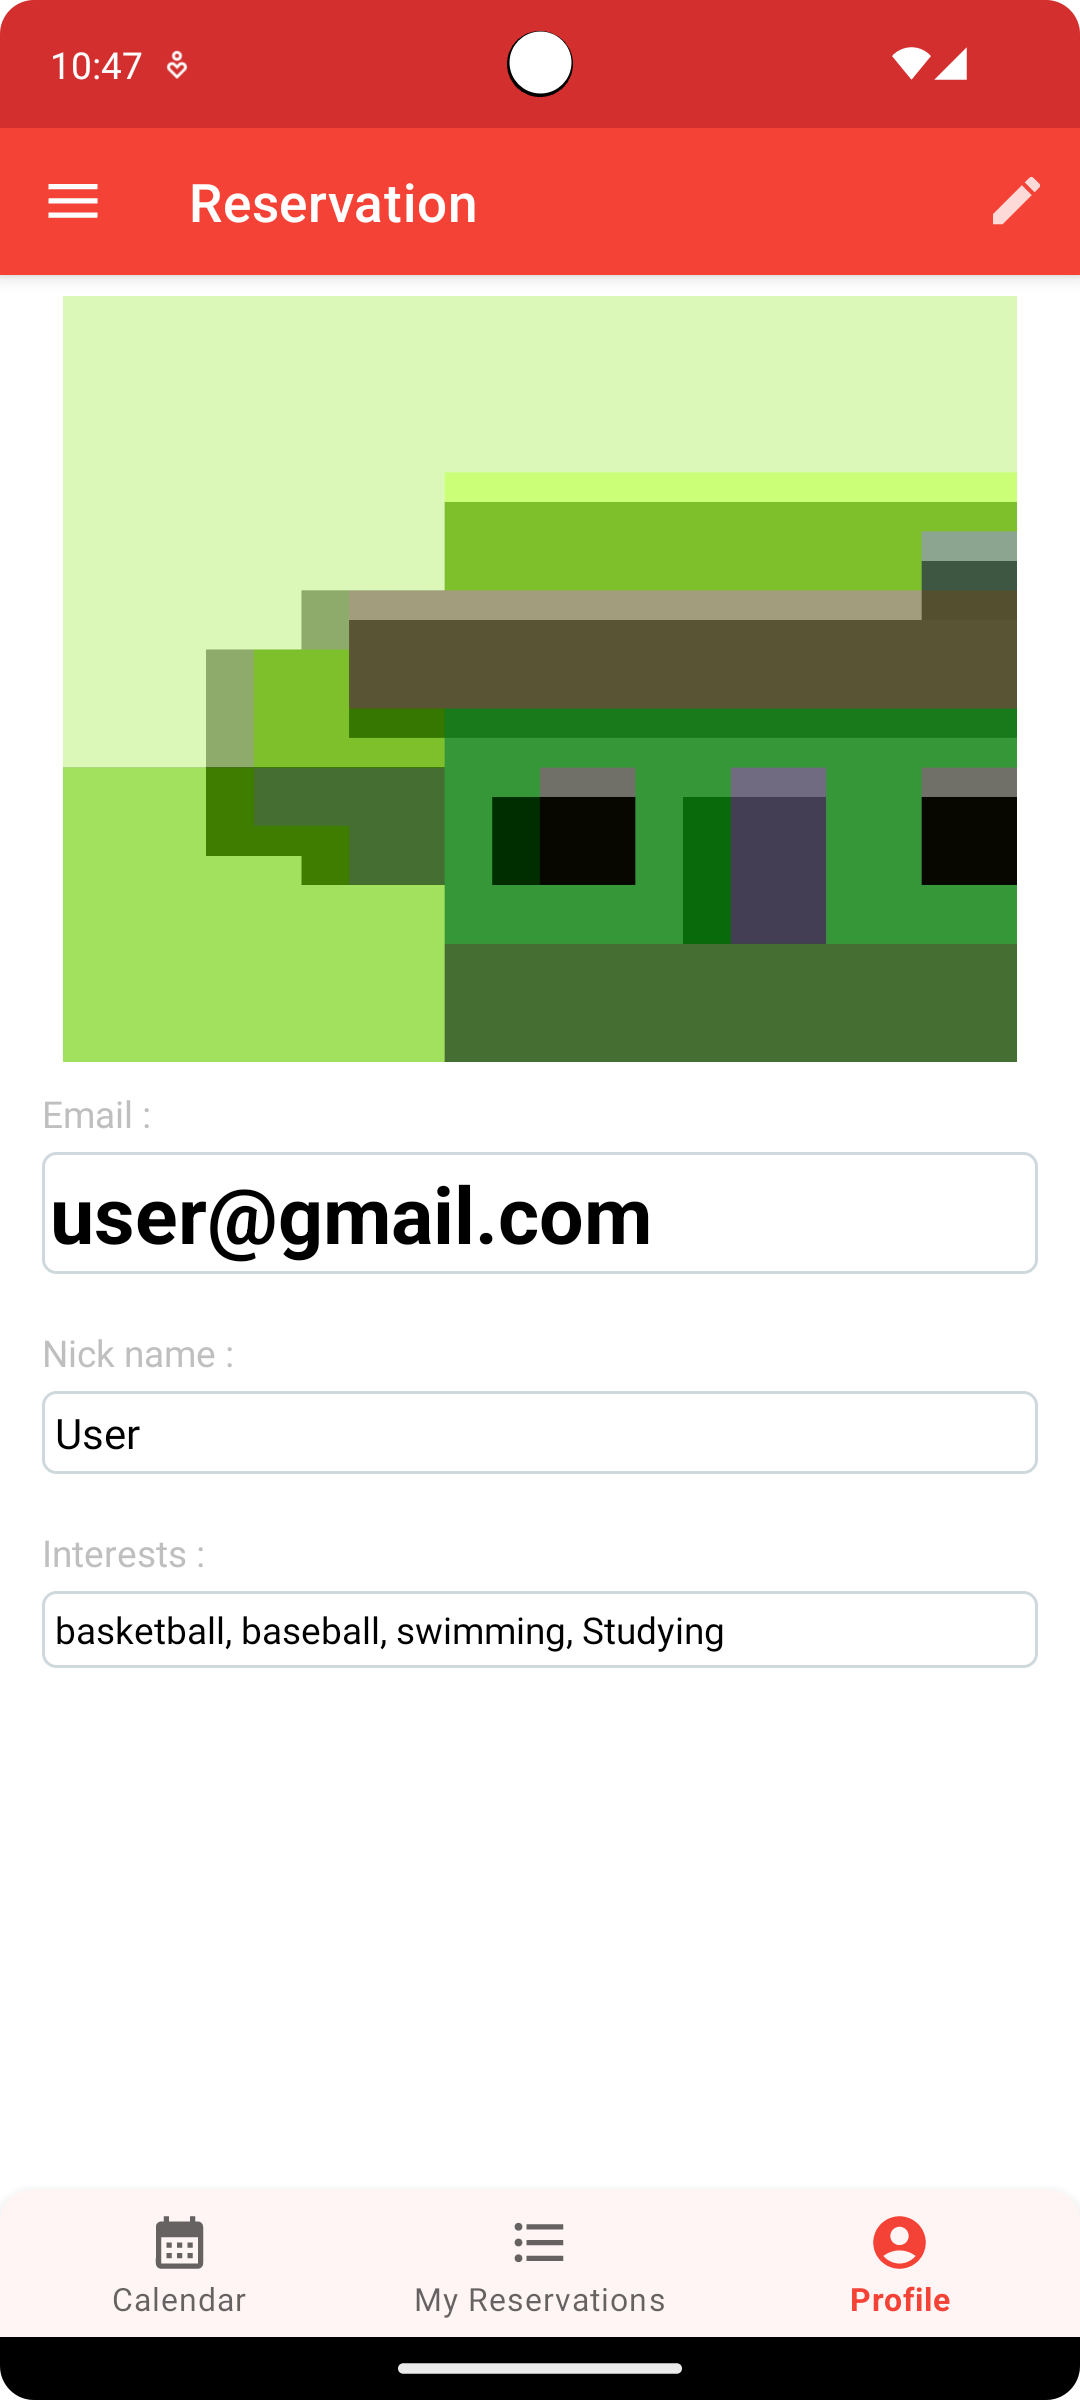 10:47
Reservation
Email :
user@gmail.com
Nick name :
User
Interests :
basketball, baseball, swimming, Studying
Calendar
My Reservations
Profile